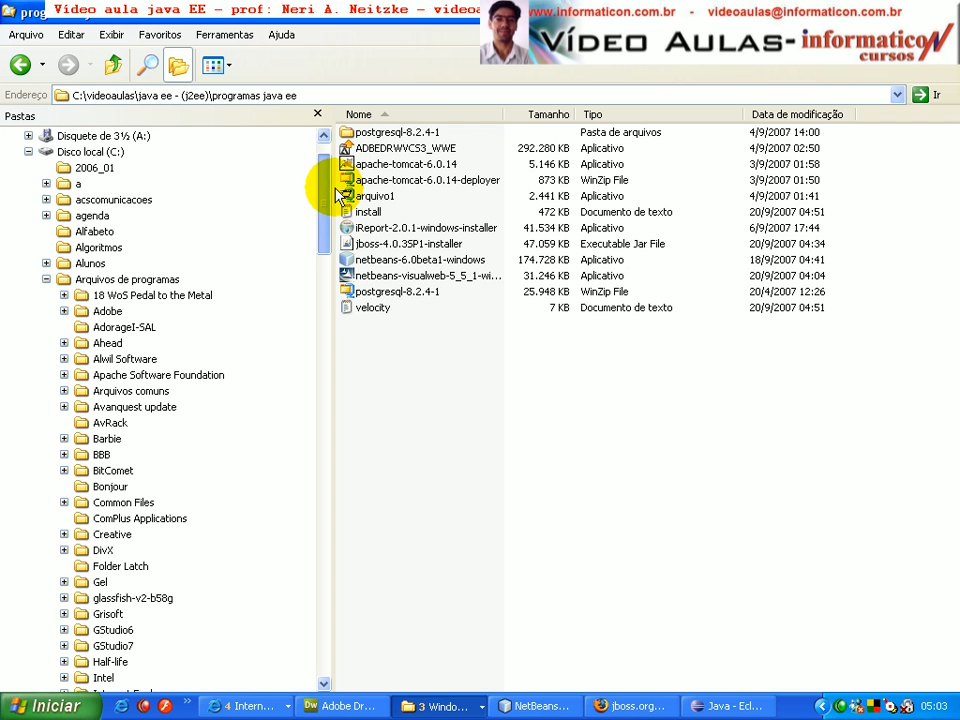 Vídeo aula java EE - prof: Neri A. Neitzke - videoa
www.informaticon.com.br - videoaulas@informaticon.com.br
VÍDEO AULAS- informaticoN
cursos
Arquivo Editar Exibir Favoritos Ferramentas Ajuda
Endereço C:\videoaulas\java ee - (j2ee)\programas java ee Ir
Pastas
Nome Tamanho Tipo Data de modificação
Disquete de 3½ (A:)
Disco local (C:)
2006_01
a
acscomunicacoes
agenda
Alfabeto
Algoritmos
Alunos
Arquivos de programas
18 WoS Pedal to the Metal
Adobe
AdorageI-SAL
Ahead
Alwil Software
Apache Software Foundation
Arquivos comuns
Avanquest update
AvRack
Barbie
BBB
BitComet
Bonjour
Common Files
ComPlus Applications
Creative
DivX
Folder Latch
Gel
glassfish-v2-b58g
Grisoft
GStudio6
GStudio7
Half-life
Intel
postgresql-8.2.4-1 Pasta de arquivos 4/9/2007 14:00
ADBEDRWVCS3_WWE 292.280 KB Aplicativo 4/9/2007 02:50
apache-tomcat-6.0.14 5.146 KB Aplicativo 3/9/2007 01:58
apache-tomcat-6.0.14-deployer 873 KB WinZip File 3/9/2007 01:50
arquivo1 2.441 KB Aplicativo 4/9/2007 01:41
install 472 KB Documento de texto 20/9/2007 04:51
iReport-2.0.1-windows-installer 41.534 KB Aplicativo 6/9/2007 17:44
jboss-4.0.3SP1-installer 47.059 KB Executable Jar File 20/9/2007 04:34
netbeans-6.0beta1-windows 174.728 KB Aplicativo 18/9/2007 04:41
netbeans-visualweb-5_5_1-wi... 31.246 KB Aplicativo 20/9/2007 04:04
postgresql-8.2.4-1 25.948 KB WinZip File 20/4/2007 12:26
velocity 7 KB Documento de texto 20/9/2007 04:51
Iniciar 4 Intern... Adobe Dr... 3 Windo... NetBeans... jboss.org... Java - Ecl... 05:03